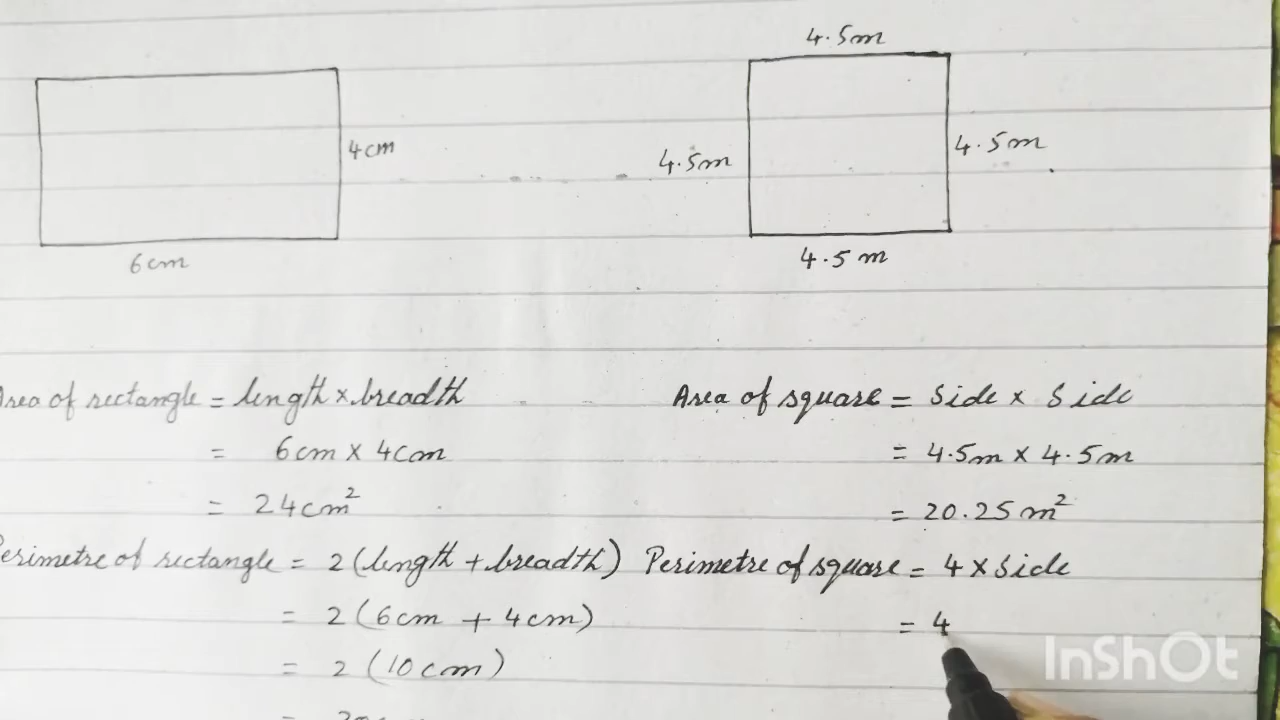 4.5m
4cm
4.5m
4.5m
6cm
4.5m
Area of rectangle = length × breadth
= 6cm × 4cm
= 24cm²
Perimetre of rectangle = 2(length + breadth)
= 2(6cm + 4cm)
= 2(10cm)
Area of square = Side × Side
= 4.5m × 4.5m
= 20.25m²
Perimetre of square = 4 × Side
= 4
InShOt